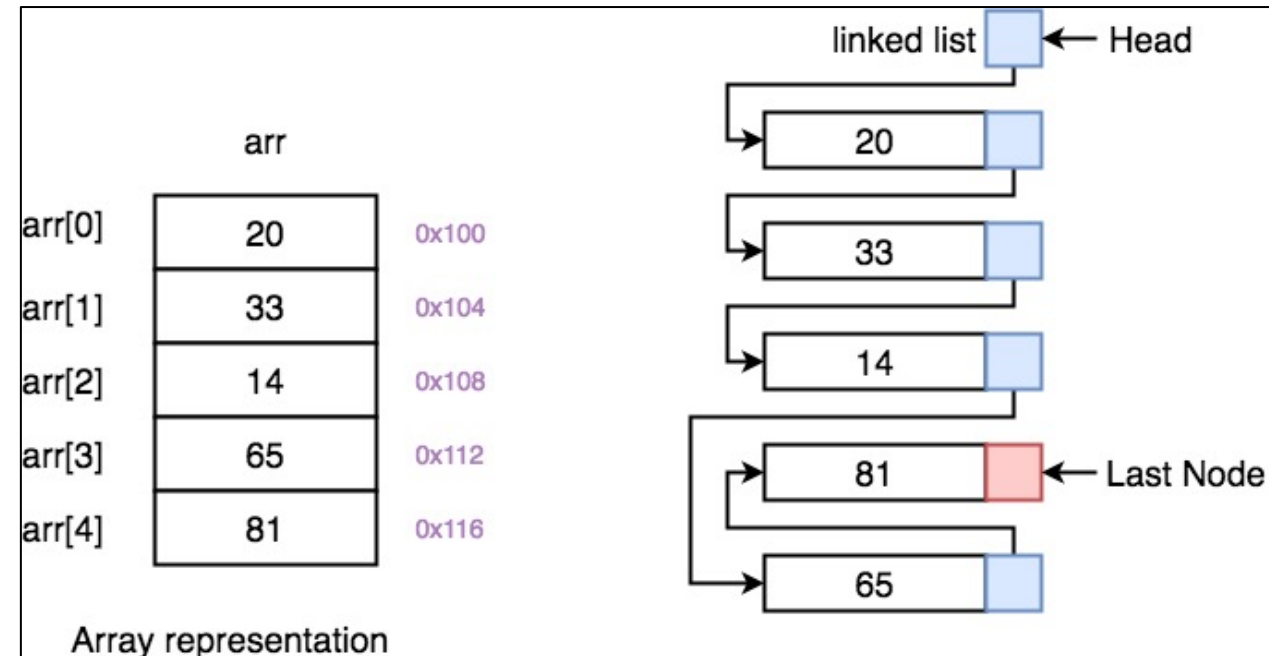 linked list
Head
arr
arr[0] 20 0x100
arr[1] 33 0x104
arr[2] 14 0x108
arr[3] 65 0x112
arr[4] 81 0x116
Array representation
20
33
14
81
Last Node
65